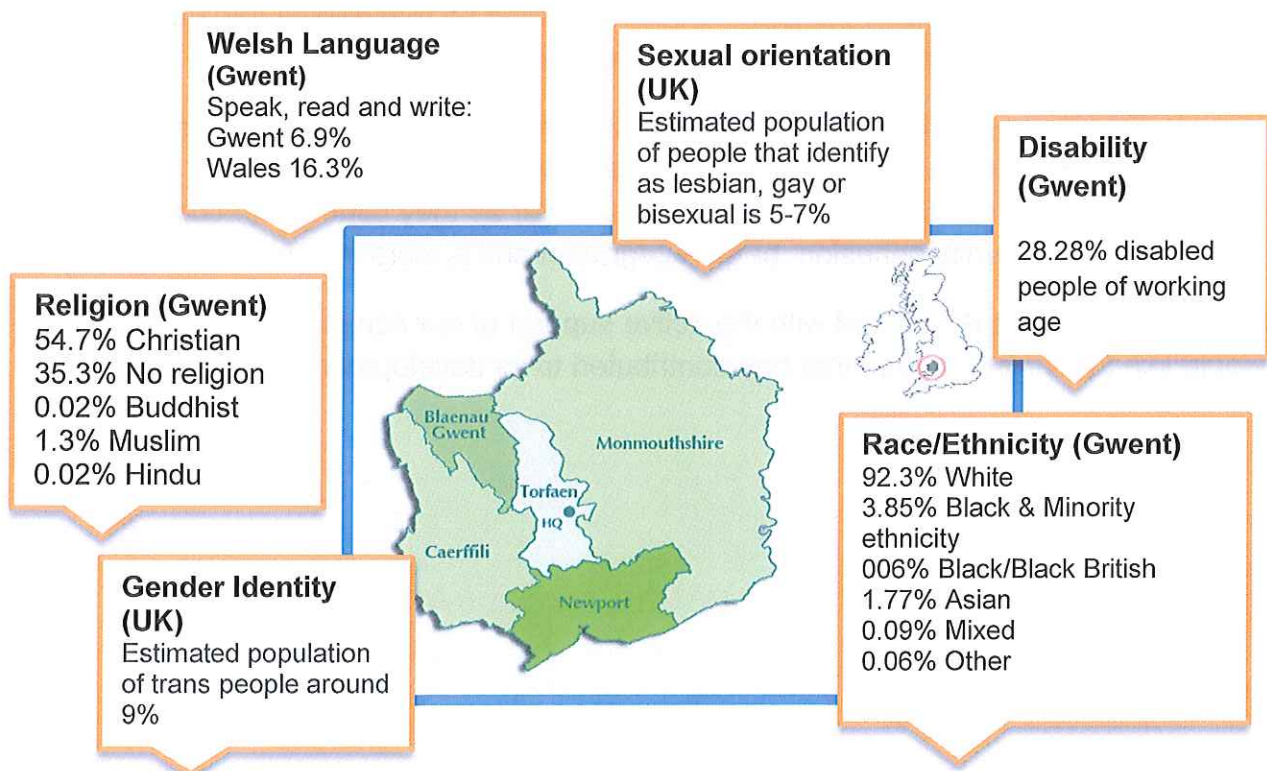 Welsh Language
(Gwent)
Speak, read and write:
Gwent 6.9%
Wales 16.3%
Sexual orientation
(UK)
Estimated population
of people that identify
as lesbian, gay or
bisexual is 5-7%
Disability
(Gwent)
28.28% disabled
people of working
age
Religion (Gwent)
54.7% Christian
35.3% No religion
0.02% Buddhist
1.3% Muslim
0.02% Hindu
Blaenau
Gwent
Monmouthshire
Torfaen
HQ
Caerffili
Newport
Race/Ethnicity (Gwent)
92.3% White
3.85% Black & Minority
ethnicity
006% Black/Black British
1.77% Asian
0.09% Mixed
0.06% Other
Gender Identity
(UK)
Estimated population
of trans people around
9%